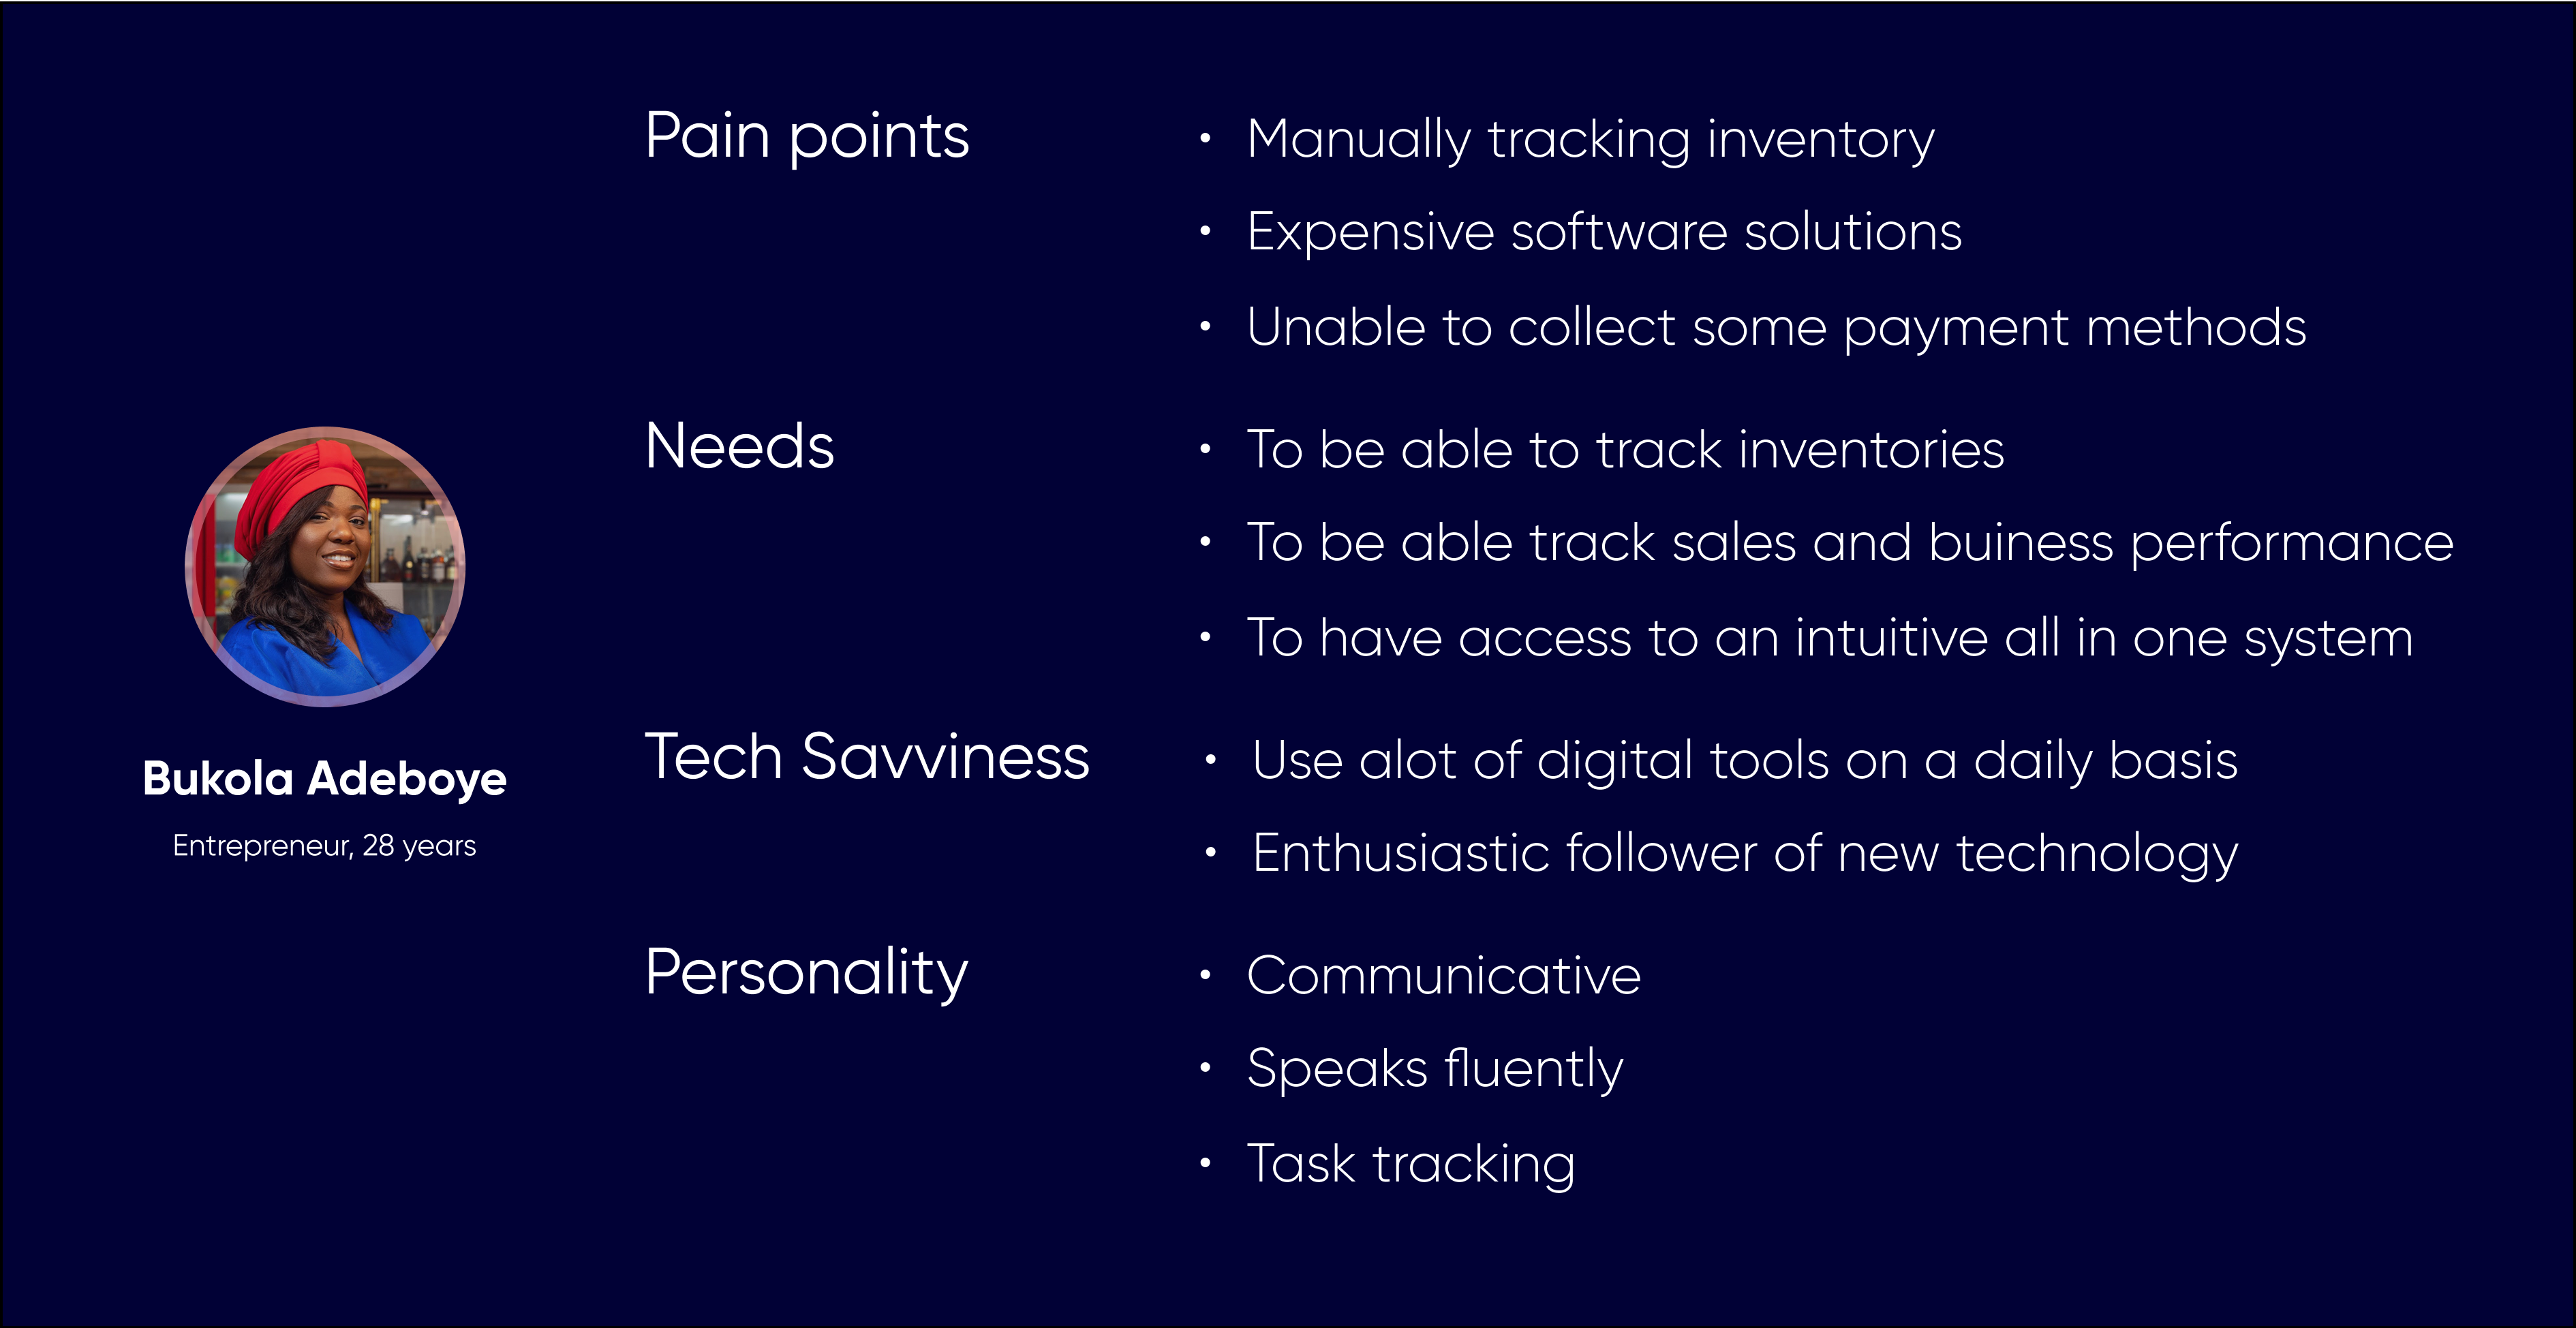 Pain points
• Manually tracking inventory
• Expensive software solutions
• Unable to collect some payment methods
Needs
• To be able to track inventories
• To be able track sales and buiness performance
• To have access to an intuitive all in one system
Bukola Adeboye
Entrepreneur, 28 years
Tech Savviness
• Use alot of digital tools on a daily basis
• Enthusiastic follower of new technology
Personality
• Communicative
• Speaks fluently
• Task tracking